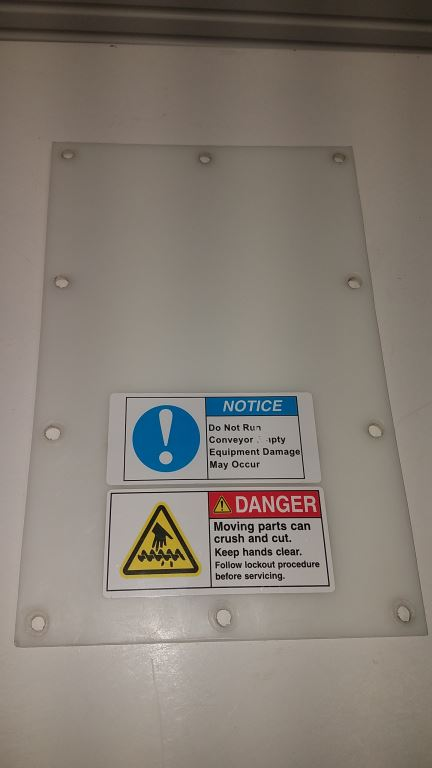 NOTICE
Do Not Run
Conveyor Empty
Equipment Damage
May Occur
DANGER
Moving parts can
crush and cut.
Keep hands clear.
Follow lockout procedure
before servicing.